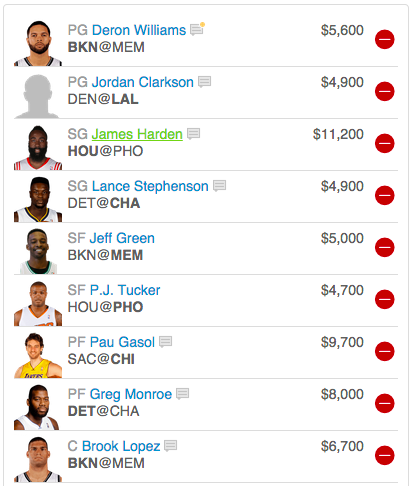 PG Deron Williams $5,600
BKN@MEM
PG Jordan Clarkson $4,900
DEN@LAL
SG James Harden $11,200
HOU@PHO
SG Lance Stephenson $4,900
DET@CHA
SF Jeff Green $5,000
BKN@MEM
SF P.J. Tucker $4,700
HOU@PHO
PF Pau Gasol $9,700
SAC@CHI
PF Greg Monroe $8,000
DET@CHA
C Brook Lopez $6,700
BKN@MEM